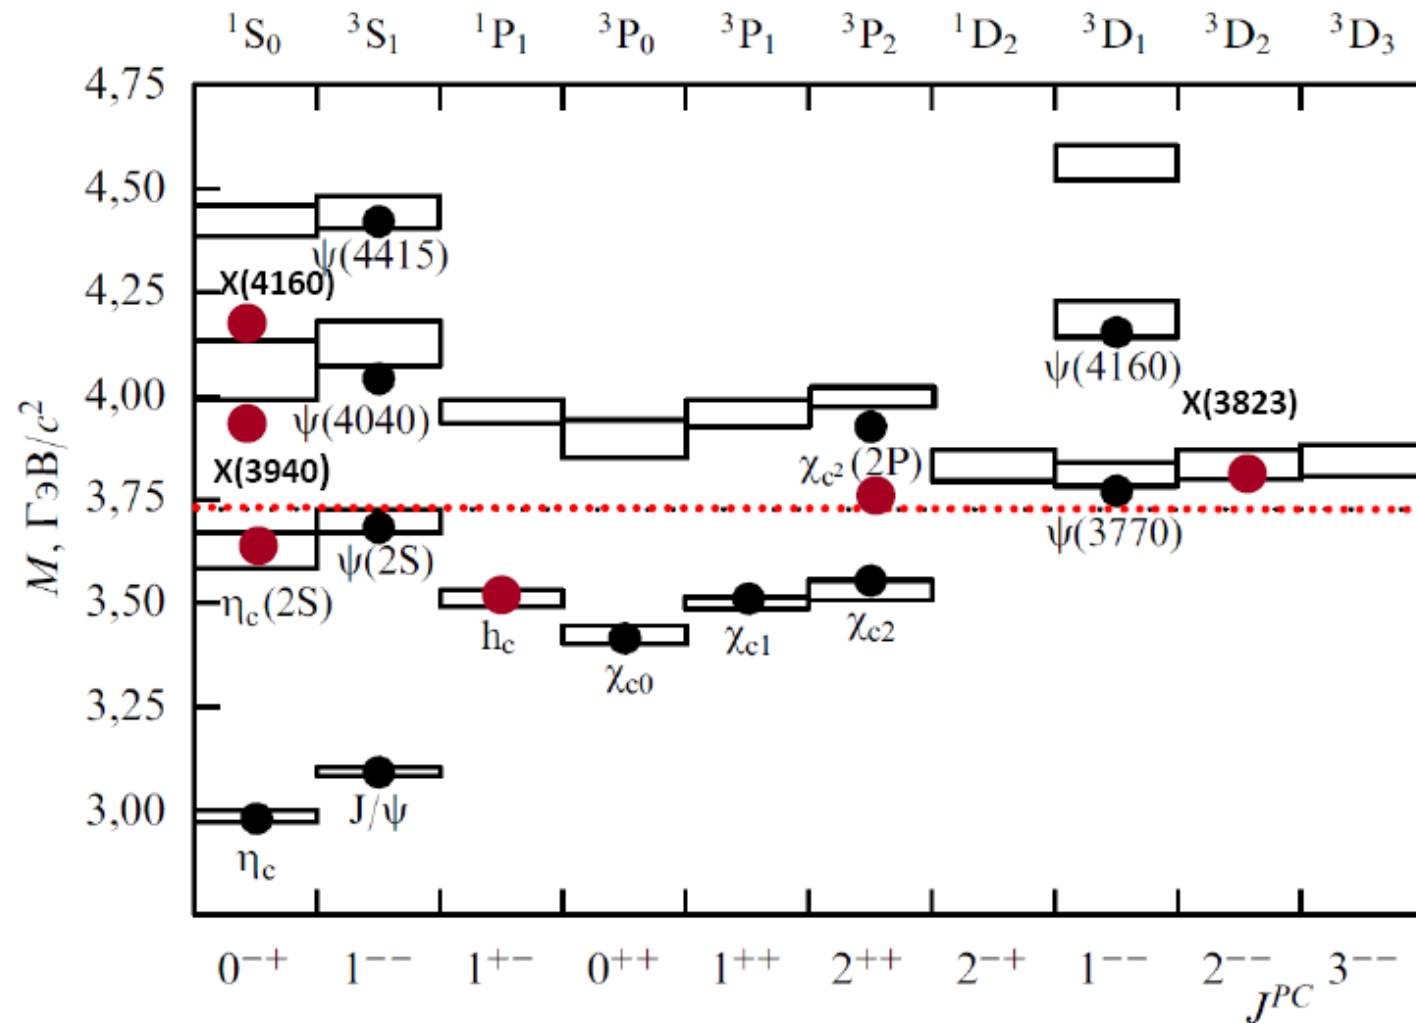 ¹S₀ ³S₁ ¹P₁ ³P₀ ³P₁ ³P₂ ¹D₂ ³D₁ ³D₂ ³D₃
4,75
4,50
ψ(4415)
X(4160)
4,25
ψ(4160)
4,00
X(3823)
ψ(4040)
X(3940)
χc2 (2P)
3,75
ψ(3770)
ψ(2S)
ηc(2S)
3,50
hc
χc0
χc1
χc2
3,25
3,00
J/ψ
ηc
M, ГэВ/c²
0⁻⁺ 1⁻⁻ 1⁺⁻ 0⁺⁺ 1⁺⁺ 2⁺⁺ 2⁻⁺ 1⁻⁻ 2⁻⁻ 3⁻⁻
J^PC